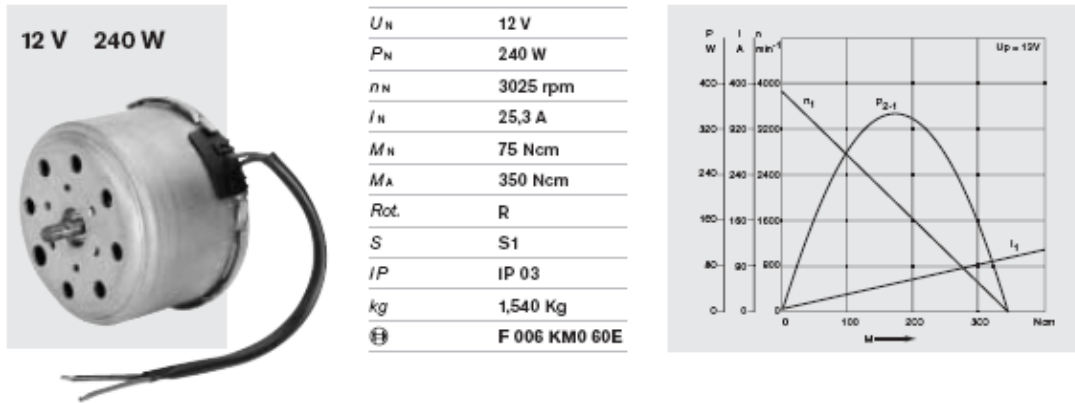 12 V 240 W
UN 12 V
PN 240 W
nN 3025 rpm
IN 25,3 A
MN 75 Ncm
MA 350 Ncm
Rot. R
S S1
IP IP 03
kg 1,540 Kg
F 006 KM0 60E
P I n
W A min-1
Up = 13V
400 400 4000
320 320 3200
240 240 2400
160 160 1600
80 80 800
0 0 0
n1
P2-1
I1
0 100 200 300 Ncm
M